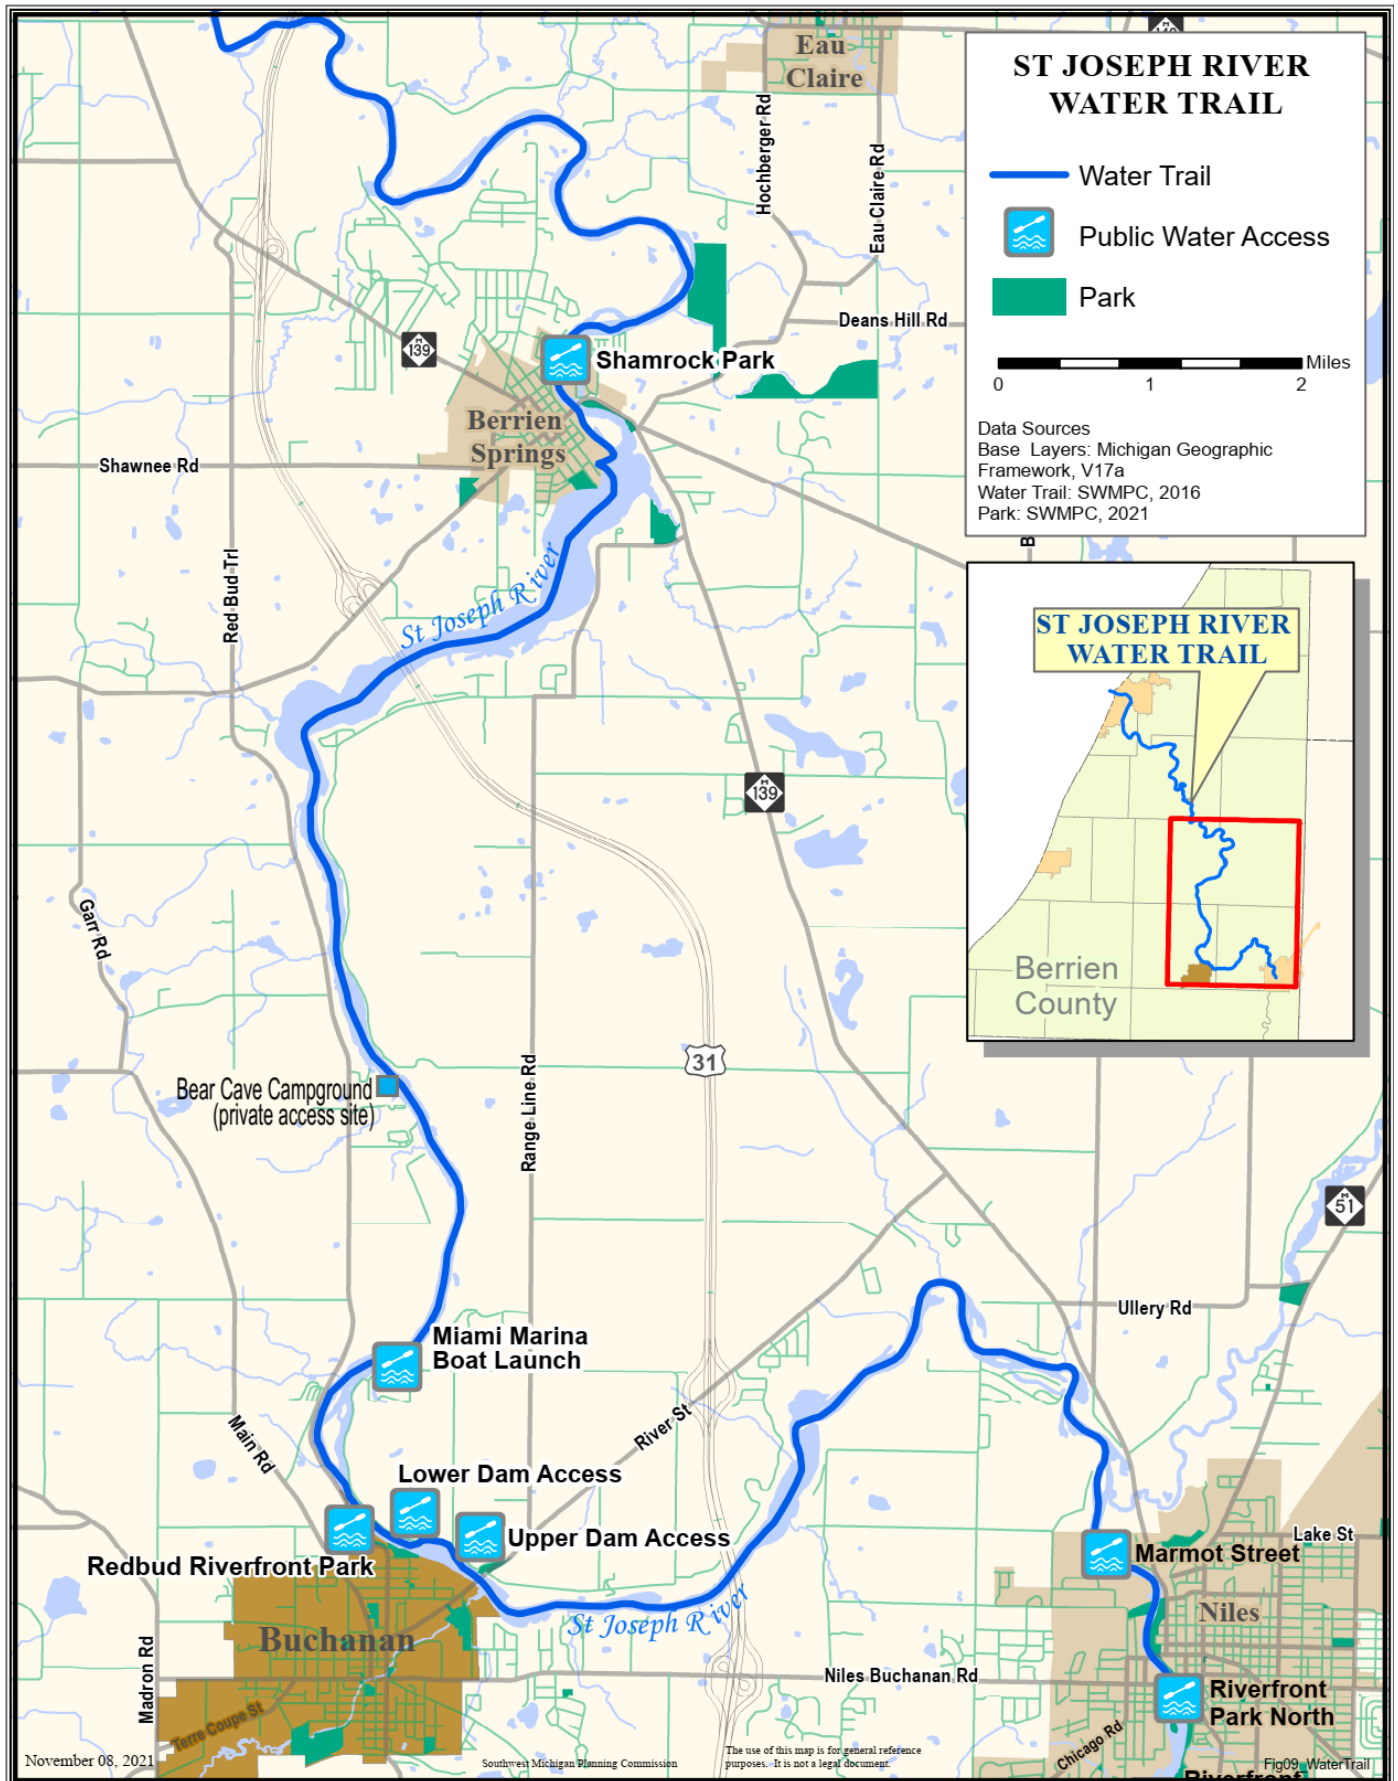 Eau
Claire
ST JOSEPH RIVER
WATER TRAIL
Water Trail
Public Water Access
Park
Miles
0
1
2
Data Sources
Base Layers: Michigan Geographic
Framework, V17a
Water Trail: SWMPC, 2016
Park: SWMPC, 2021
Hochberger Rd
Eau Claire Rd
Deans Hill Rd
M
139
Shamrock Park
Berrien
Springs
Shawnee Rd
B
Red Bud Trl
St Joseph River
ST JOSEPH RIVER
WATER TRAIL
Berrien
County
M
139
Garr Rd
31
Range Line Rd
Bear Cave Campground
(private access site)
M
51
Ullery Rd
Miami Marina
Boat Launch
Main Rd
River St
Lower Dam Access
Upper Dam Access
Redbud Riverfront Park
Lake St
Marmot Street
Niles
St Joseph River
Buchanan
Madron Rd
Niles Buchanan Rd
Riverfront
Park North
Terre Coupe St
Chicago Rd
November 08, 2021
Southwest Michigan Planning Commission
The use of this map is for general reference
purposes. It is not a legal document.
Fig09_WaterTrail
Riverfront